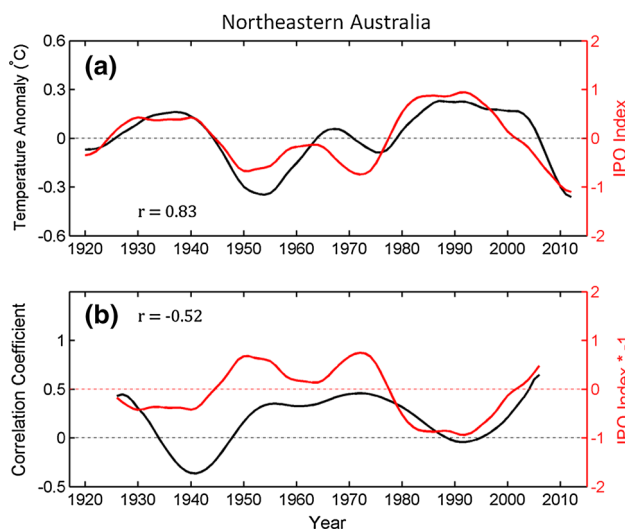 Northeastern Australia
(a)
Temperature Anomaly (°C)
0.6
0.3
0
-0.3
-0.6
r = 0.83
2
1
0
-1
-2
IPO Index
1920 1930 1940 1950 1960 1970 1980 1990 2000 2010
(b)
r = -0.52
Correlation Coefficient
1
0.5
0
-0.5
2
1
0
-1
-2
IPO Index * -1
1920 1930 1940 1950 1960 1970 1980 1990 2000 2010
Year